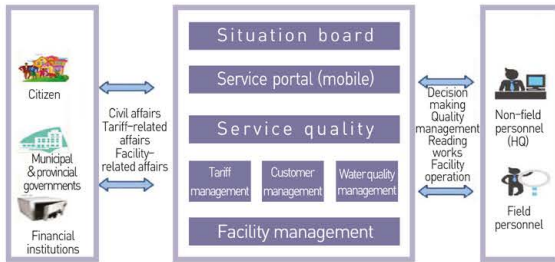 Citizen
Municipal
& provincial
governments
Financial
institutions
Civil affairs
Tariff-related
affairs
Facility-
related affairs
Situation board
Service portal (mobile)
Service quality
Tariff
management
Customer
management
Water quality
management
Facility management
Decision
making
Quality
management
Reading
works
Facility
operation
Non-field
personnel
(HQ)
Field
personnel